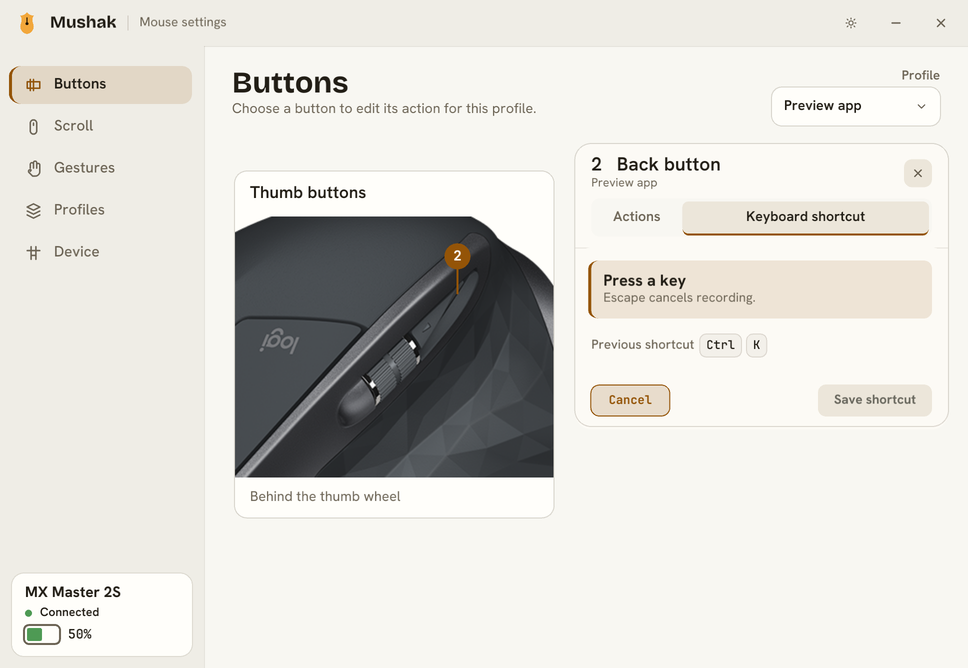 Mushak
Mouse settings
Buttons
Scroll
Gestures
Profiles
Device
MX Master 2S
Connected
50%
Buttons
Choose a button to edit its action for this profile.
Profile
Preview app
Thumb buttons
2
logi
Behind the thumb wheel
2 Back button
Preview app
Actions Keyboard shortcut
Press a key
Escape cancels recording.
Previous shortcut Ctrl K
Cancel Save shortcut